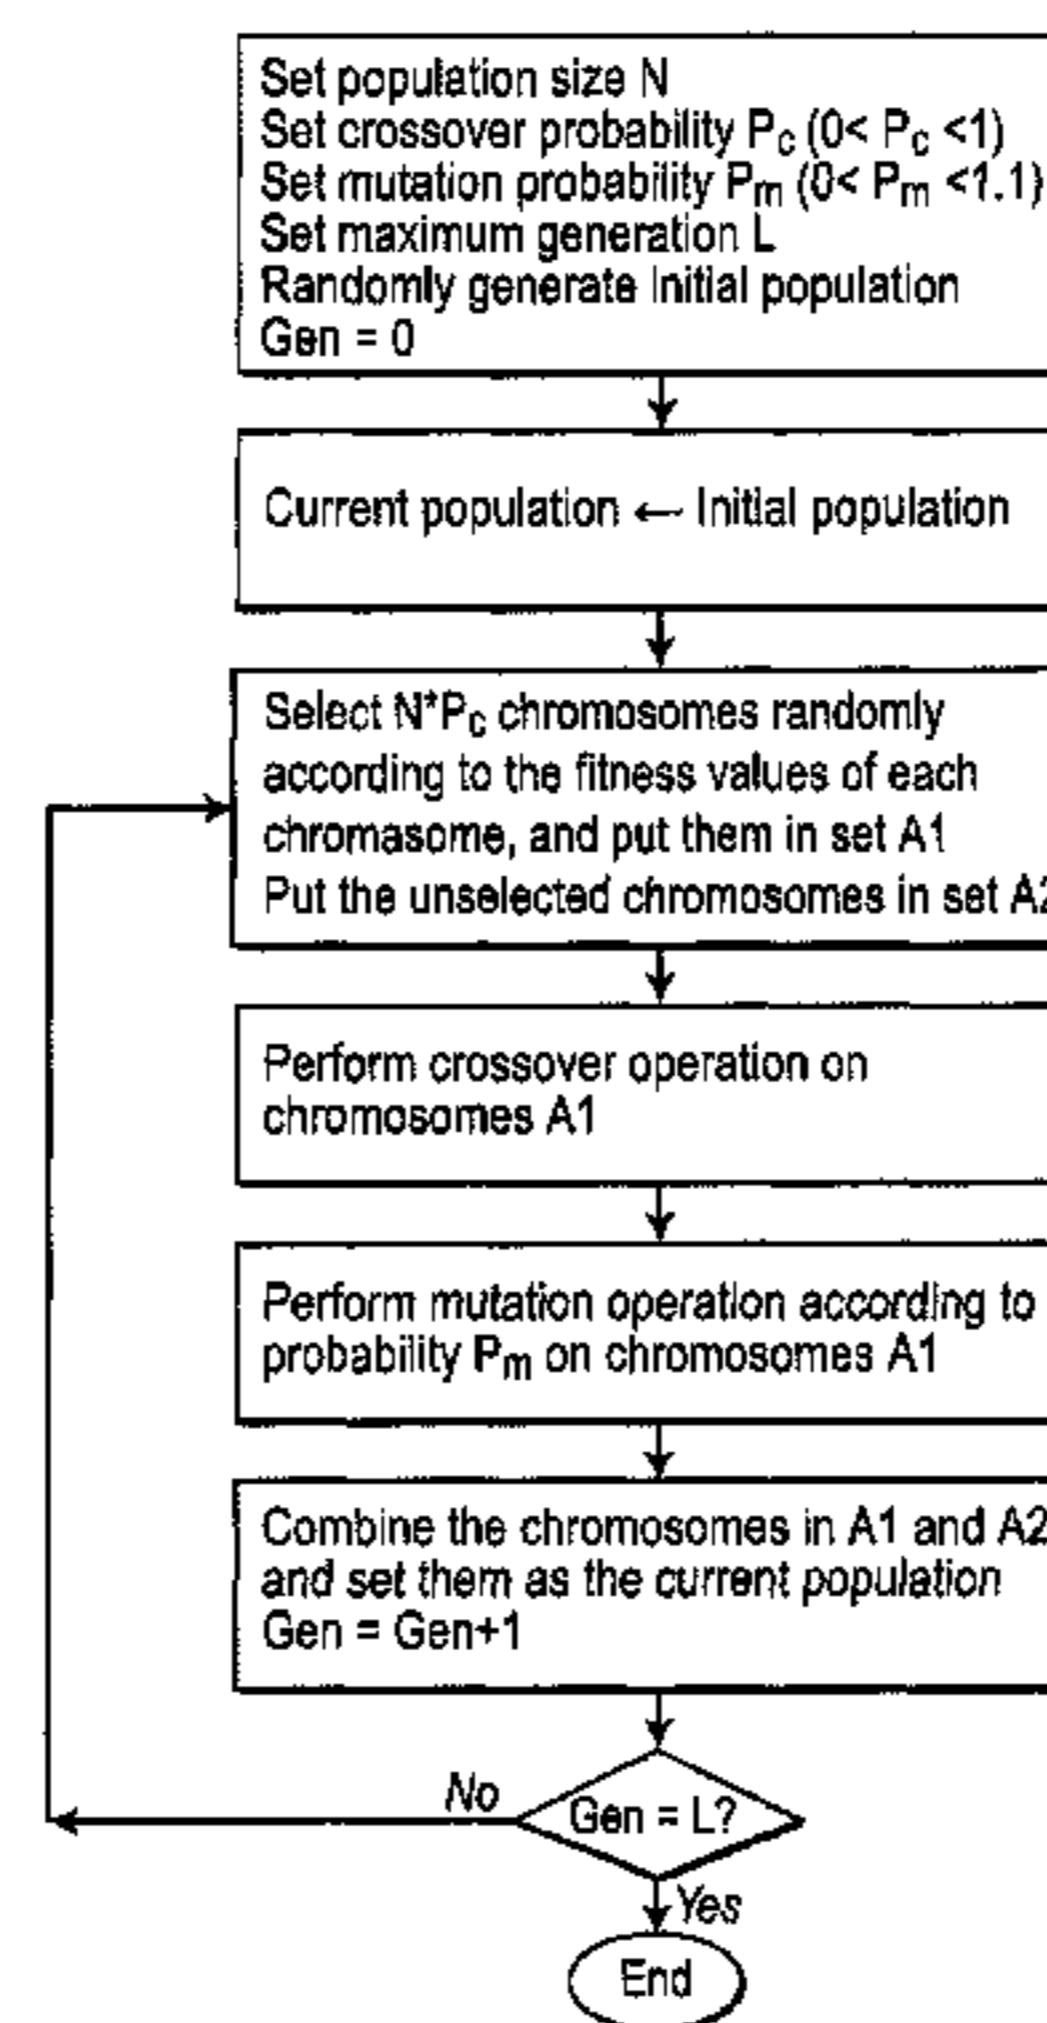 Set population size N
Set crossover probability Pc (0< Pc <1)
Set mutation probability Pm (0< Pm <1.1)
Set maximum generation L
Randomly generate Initial population
Gen = 0
Current population ← Initial population
Select N*Pc chromosomes randomly
according to the fitness values of each
chromasome, and put them in set A1
Put the unselected chromosomes in set A2
Perform crossover operation on
chromosomes A1
Perform mutation operation according to
probability Pm on chromosomes A1
Combine the chromosomes in A1 and A2
and set them as the current population
Gen = Gen+1
No
Gen = L?
Yes
End